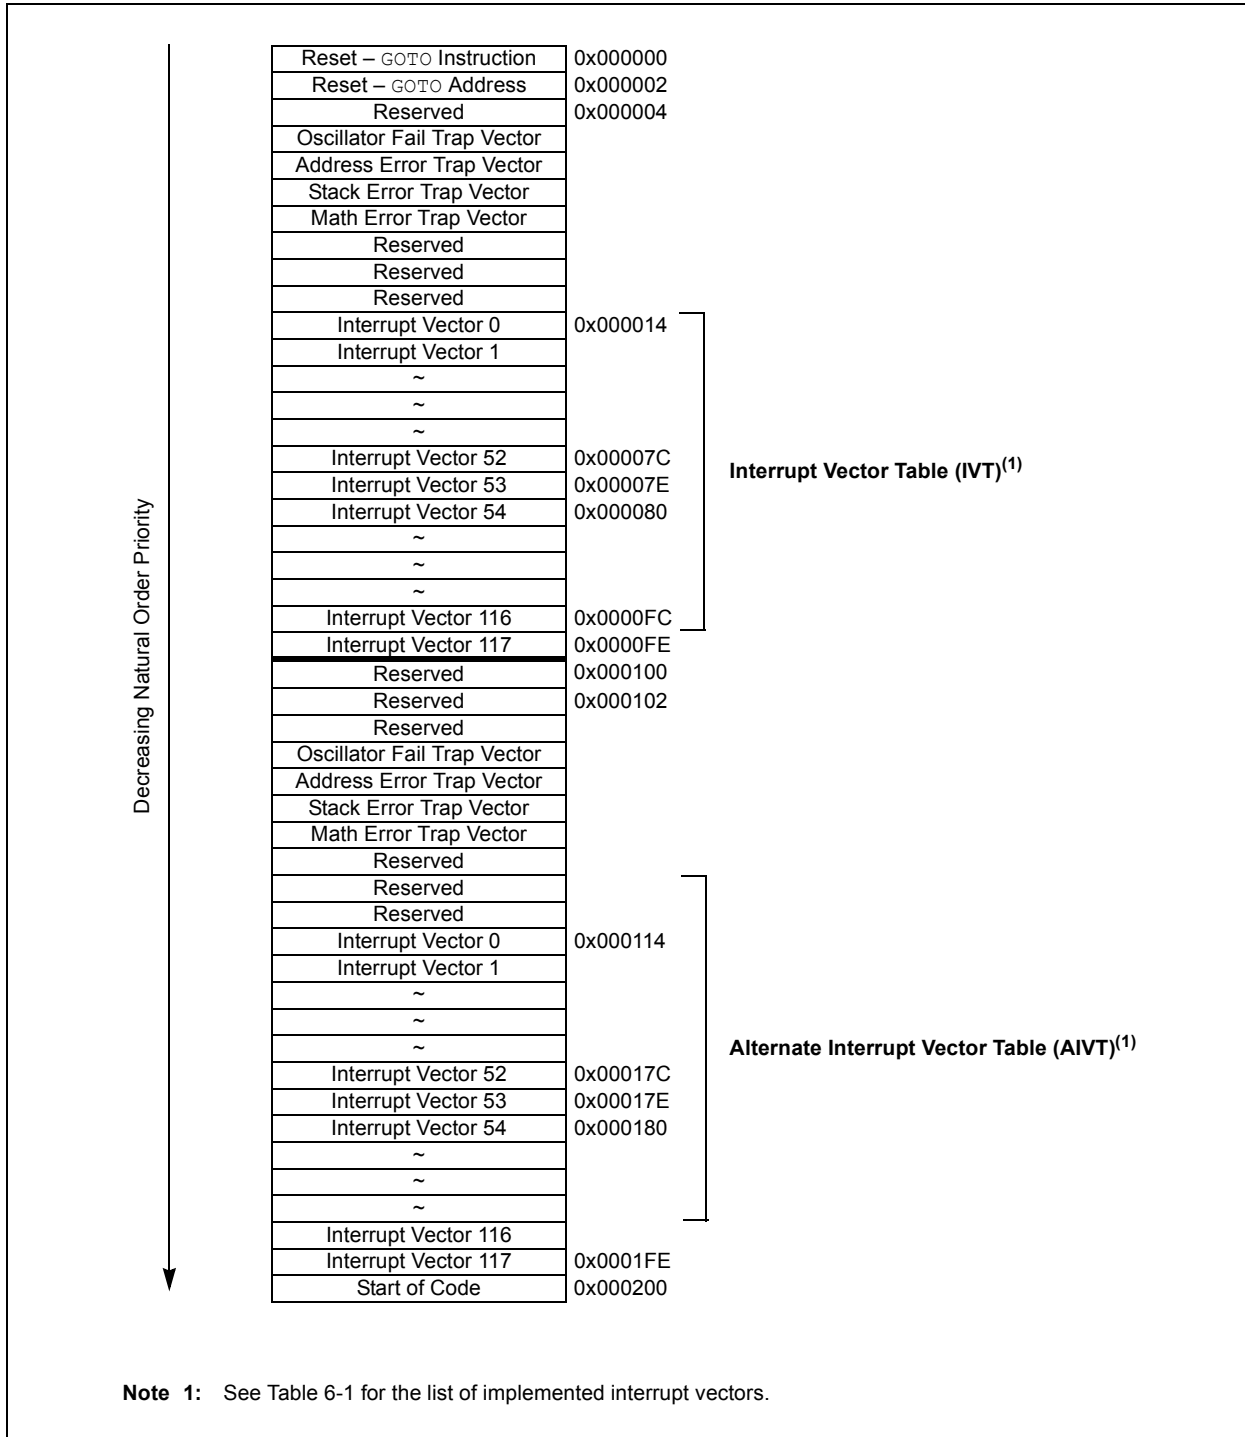 Reset – GOTO Instruction 0x000000
Reset – GOTO Address 0x000002
Reserved 0x000004
Oscillator Fail Trap Vector
Address Error Trap Vector
Stack Error Trap Vector
Math Error Trap Vector
Reserved
Reserved
Reserved
Interrupt Vector 0 0x000014
Interrupt Vector 1
~
~
~
Interrupt Vector 52 0x00007C
Interrupt Vector 53 0x00007E
Interrupt Vector 54 0x000080
~
~
~
Interrupt Vector 116 0x0000FC
Interrupt Vector 117 0x0000FE
Interrupt Vector Table (IVT)(1)
Decreasing Natural Order Priority
Reserved 0x000100
Reserved 0x000102
Reserved
Oscillator Fail Trap Vector
Address Error Trap Vector
Stack Error Trap Vector
Math Error Trap Vector
Reserved
Reserved
Reserved
Interrupt Vector 0 0x000114
Interrupt Vector 1
~
~
~
Interrupt Vector 52 0x00017C
Interrupt Vector 53 0x00017E
Interrupt Vector 54 0x000180
~
~
~
Interrupt Vector 116
Interrupt Vector 117 0x0001FE
Start of Code 0x000200
Alternate Interrupt Vector Table (AIVT)(1)
Note 1: See Table 6-1 for the list of implemented interrupt vectors.